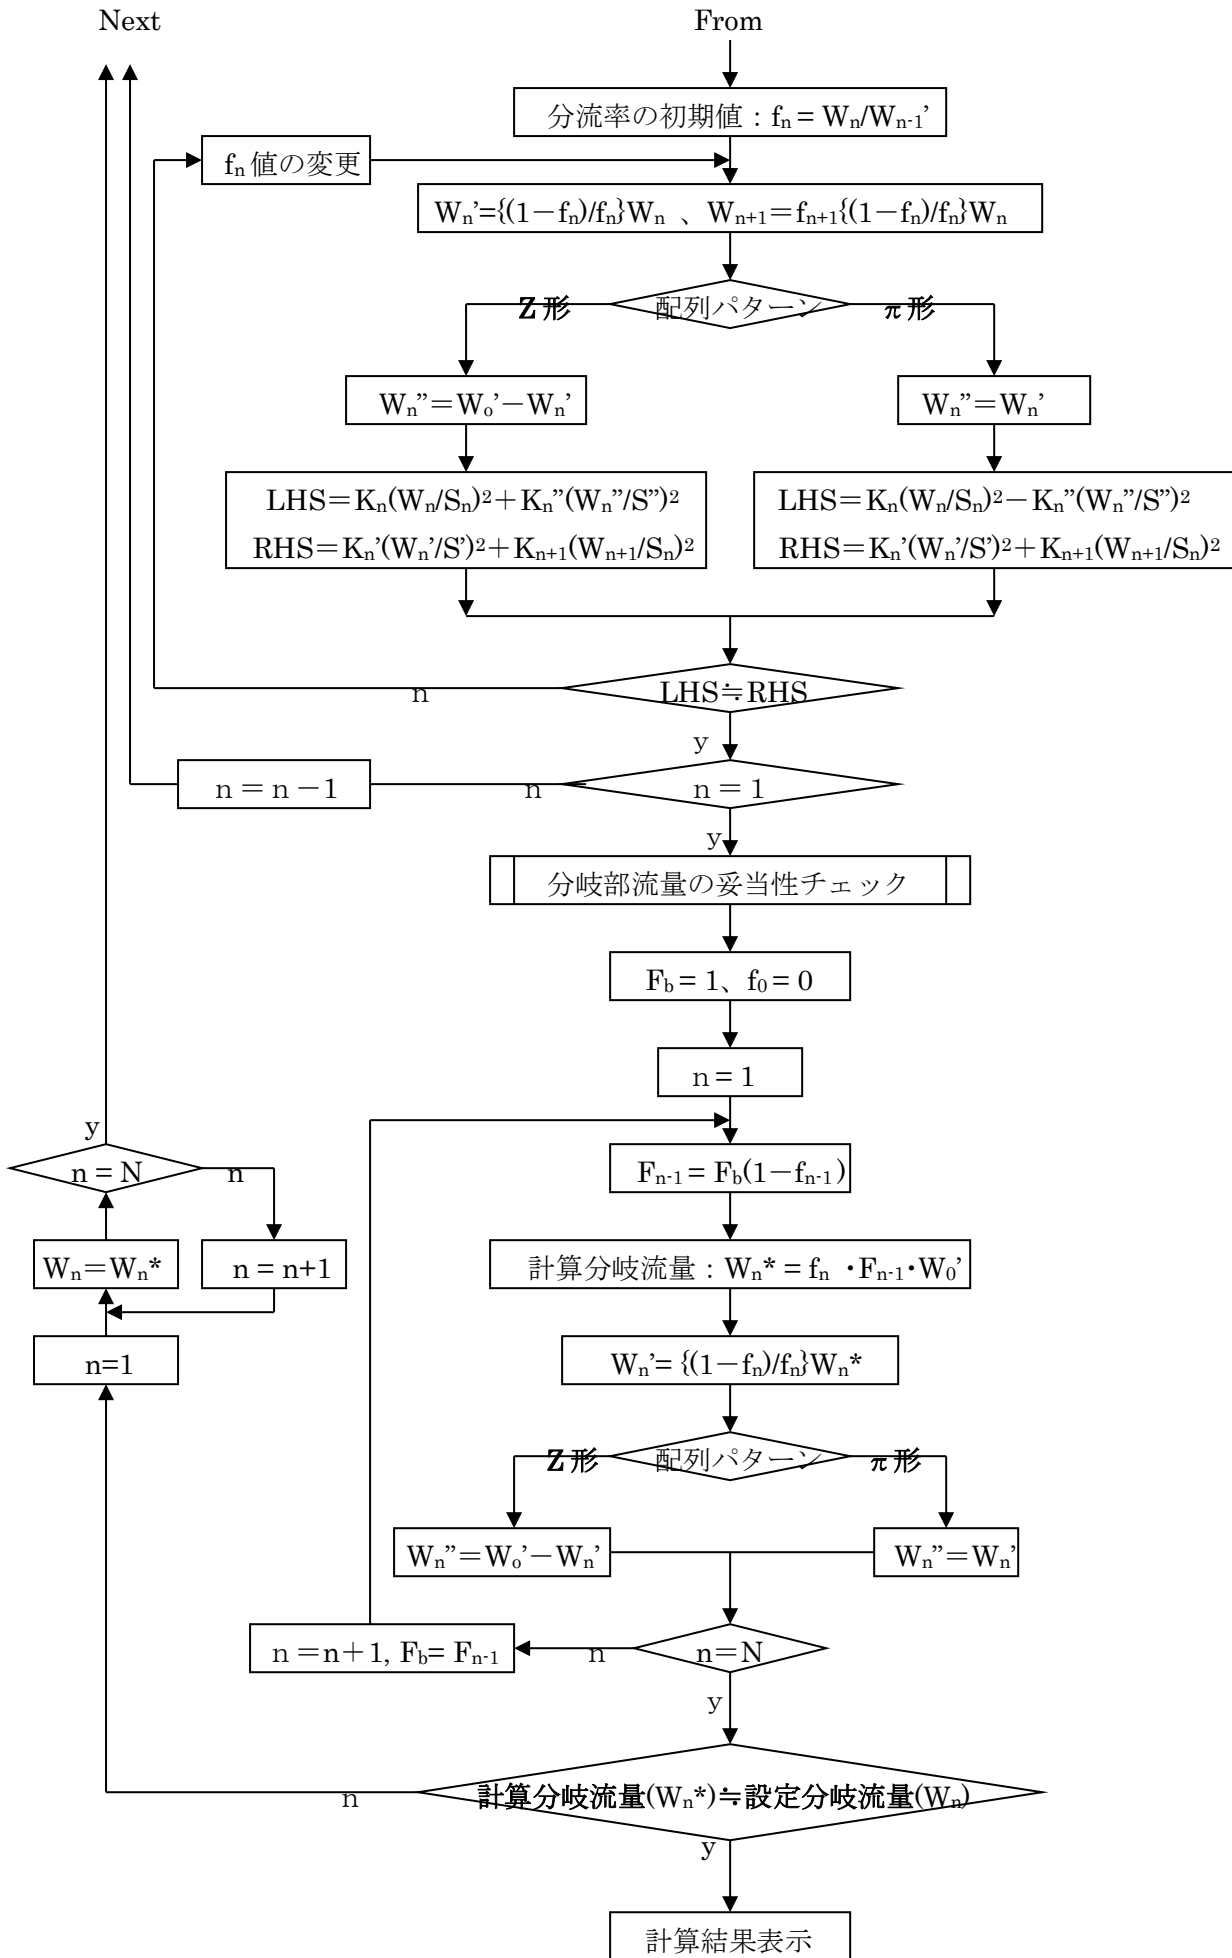 Next
From
分流率の初期値：fn = Wn/Wn-1’
fn 値の変更
Wn’={(1－fn)/fn}Wn 、Wn+1＝fn+1{(1－fn)/fn}Wn
Z 形
配列パターン
π 形
Wn”＝Wo’－Wn’
Wn”＝Wn’
LHS＝Kn(Wn/Sn)2＋Kn”(Wn”/S”)2
RHS＝Kn’(Wn’/S’)2＋Kn+1(Wn+1/Sn)2
LHS＝Kn(Wn/Sn)2－Kn”(Wn”/S”)2
RHS＝Kn’(Wn’/S’)2＋Kn+1(Wn+1/Sn)2
LHS≒RHS
n
y
n = n －1
n
n = 1
y
分岐部流量の妥当性チェック
Fb = 1、f0 = 0
n = 1
y
n = N
n
Fn-1 = Fb(1－fn-1)
Wn＝Wn*
n = n+1
計算分岐流量：Wn* = fn ・Fn-1・W0’
n=1
Wn’= {(1－fn)/fn}Wn*
Z 形
配列パターン
π 形
Wn”＝Wo’－Wn’
Wn”＝Wn’
n ＝n＋1, Fb= Fn-1
n
n＝N
y
計算分岐流量(Wn*)≒設定分岐流量(Wn)
n
y
計算結果表示